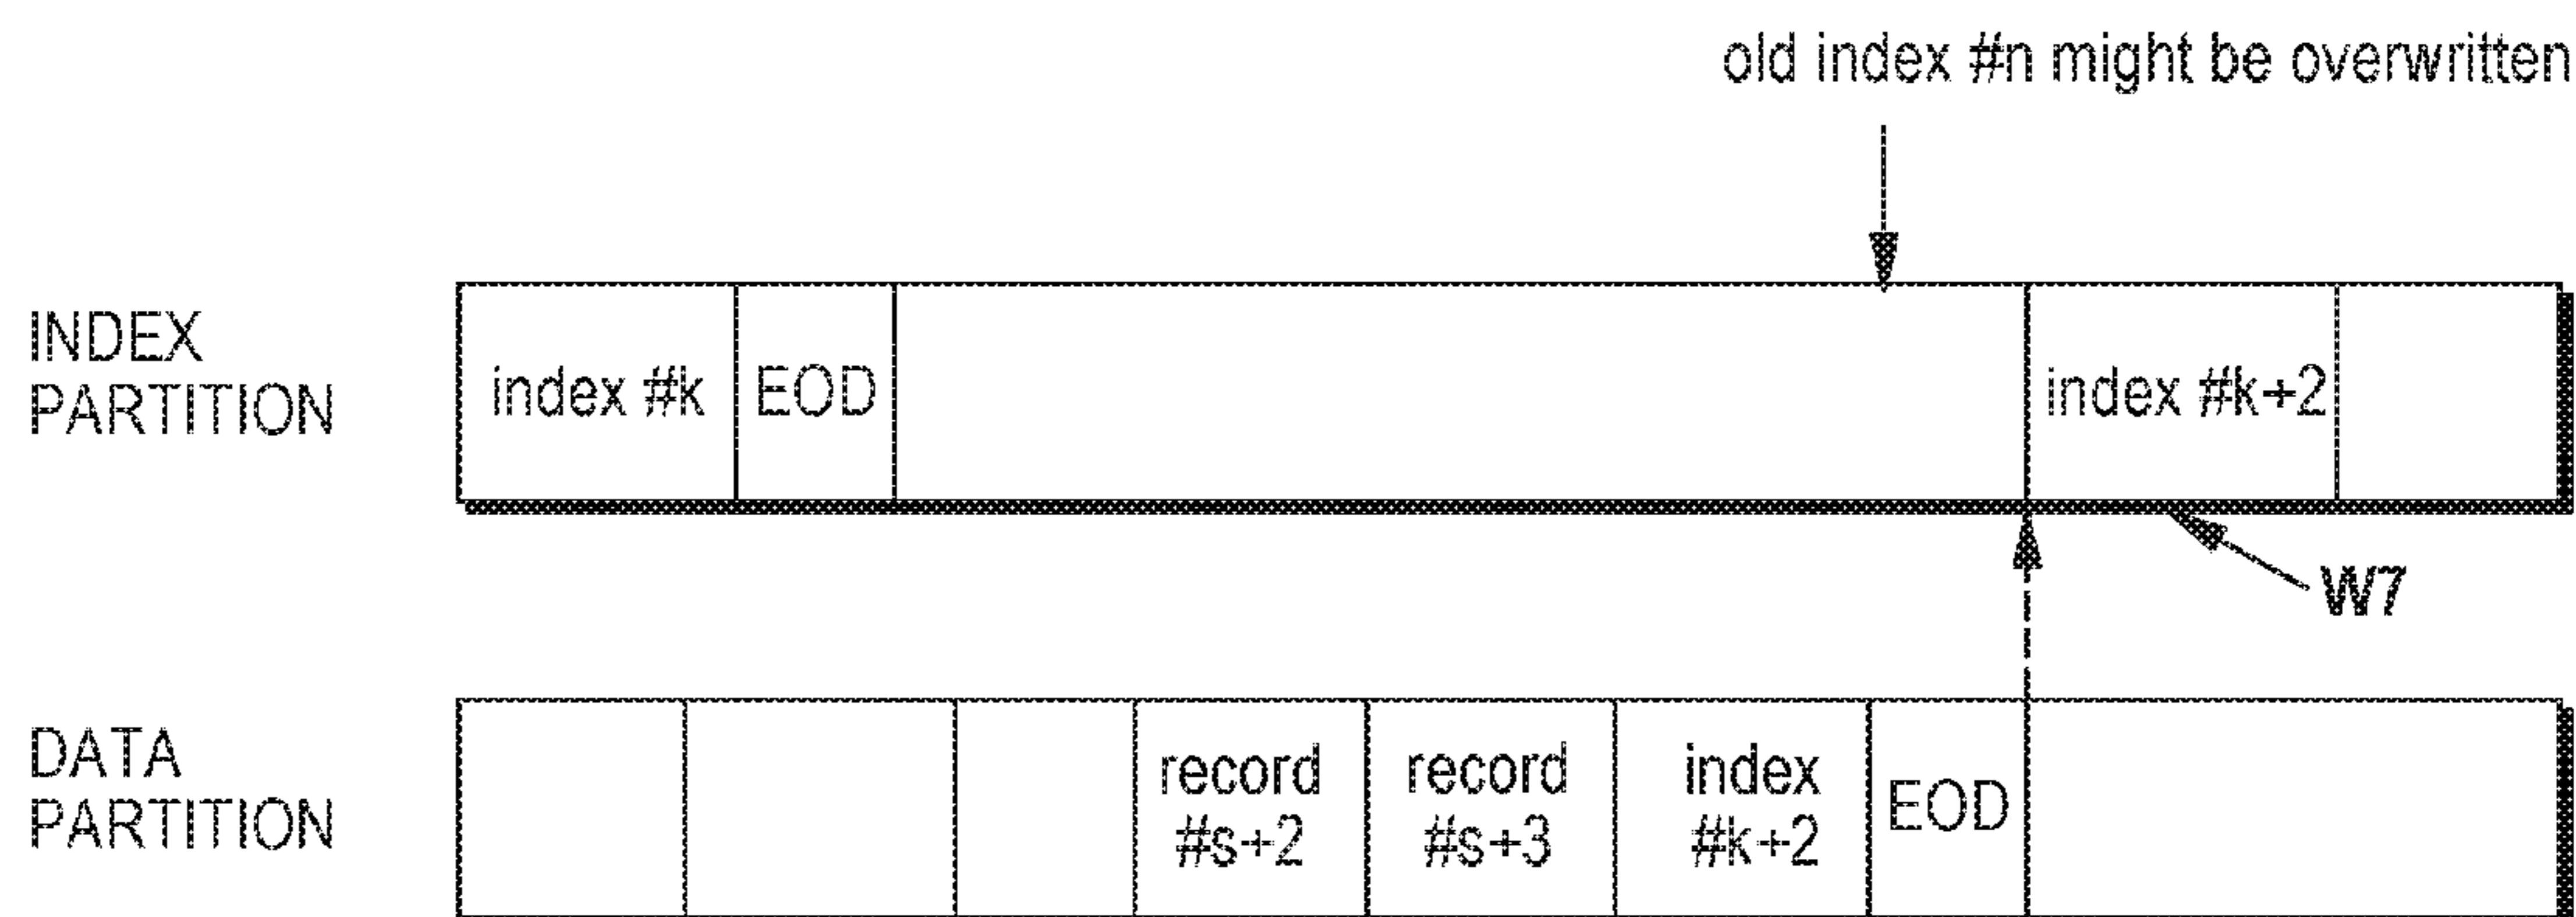 old index #n might be overwritten
INDEX
PARTITION
index #k
EOD
index #k+2
W7
DATA
PARTITION
record
#s+2
record
#s+3
index
#k+2
EOD